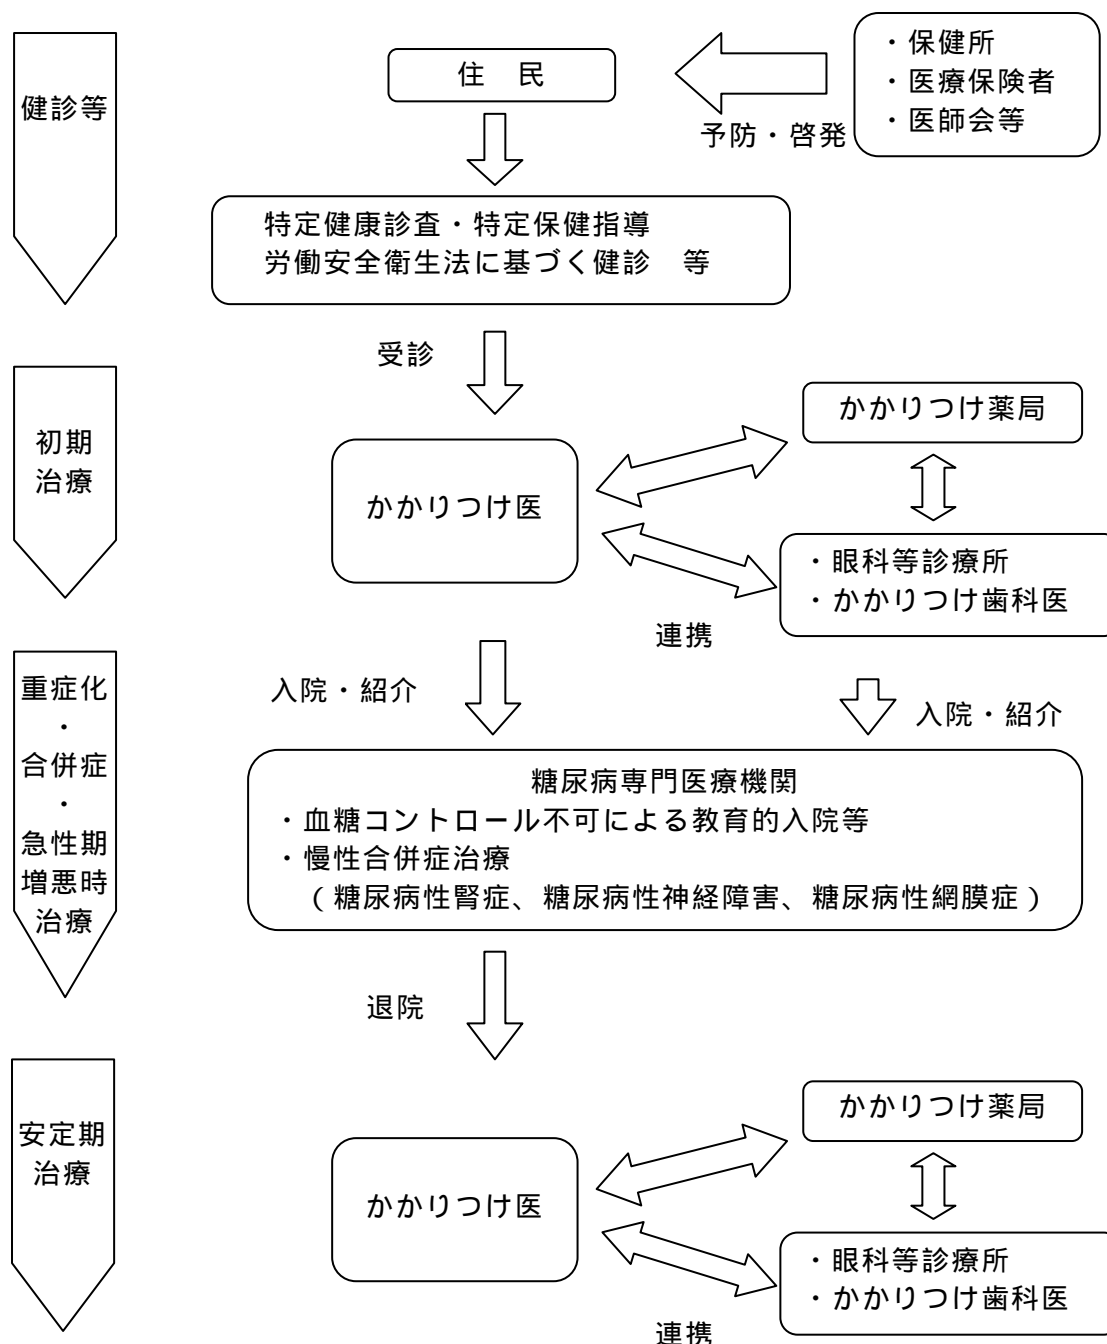 健診等
住　民
・保健所
・医療保険者
・医師会等
予防・啓発
特定健康診査・特定保健指導
労働安全衛生法に基づく健診　等
受診
初期
治療
かかりつけ医
かかりつけ薬局
・眼科等診療所
・かかりつけ歯科医
連携
重症化
・
合併症
・
急性期
増悪時
治療
入院・紹介
入院・紹介
糖尿病専門医療機関
・血糖コントロール不可による教育的入院等
・慢性合併症治療
（糖尿病性腎症、糖尿病性神経障害、糖尿病性網膜症）
退院
安定期
治療
かかりつけ医
かかりつけ薬局
・眼科等診療所
・かかりつけ歯科医
連携